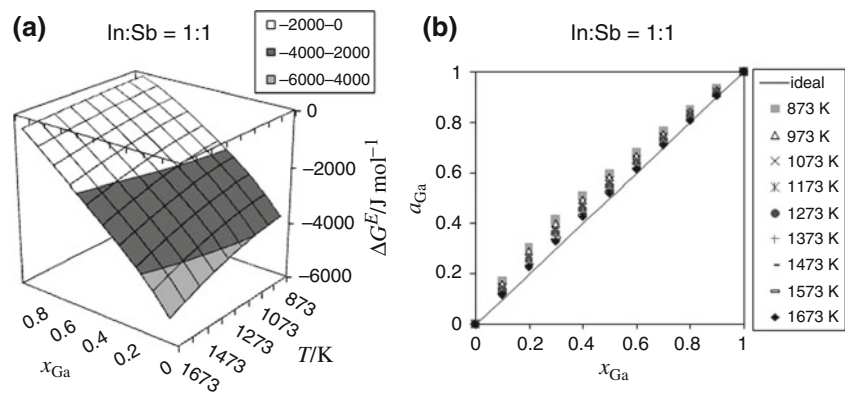 (a)
In:Sb = 1:1
–2000–0
–4000–2000
–6000–4000
0
–2000
–4000
–6000
ΔG^E/J mol⁻¹
0.8
0.6
0.4
0.2
0
x_Ga
873
1073
1273
1473
1673
T/K
(b)
In:Sb = 1:1
1
0.8
0.6
0.4
0.2
0
a_Ga
0
0.2
0.4
0.6
0.8
1
x_Ga
ideal
873 K
973 K
1073 K
1173 K
1273 K
1373 K
1473 K
1573 K
1673 K